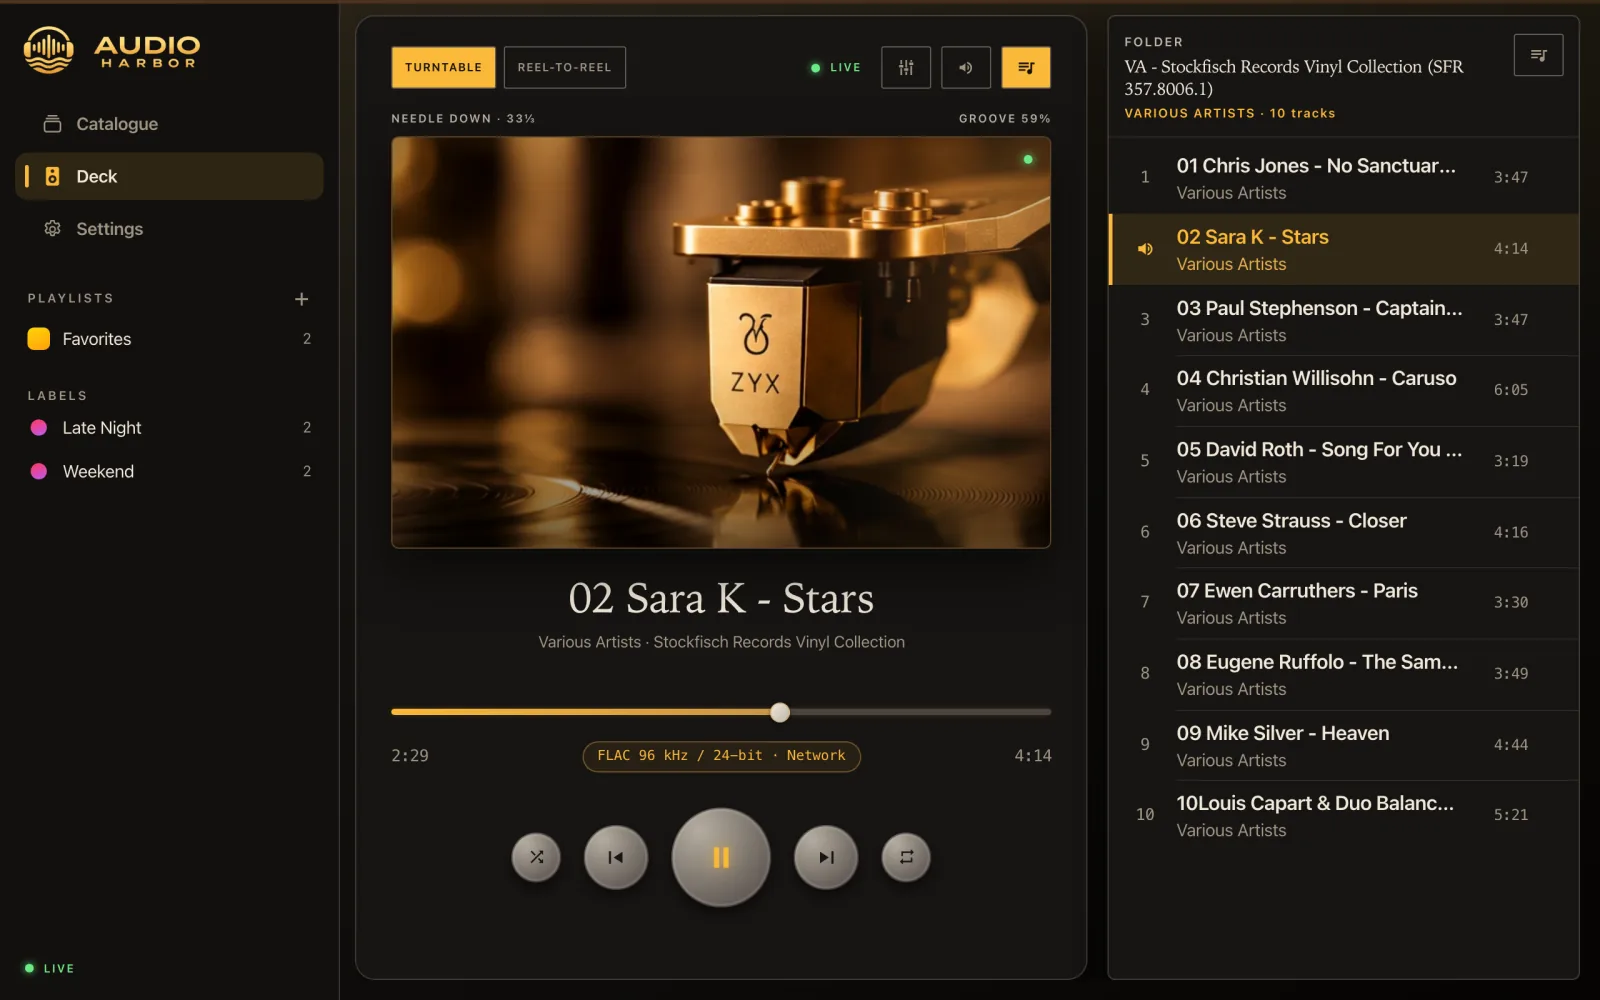 AUDIO
HARBOR
Catalogue
Deck
Settings
PLAYLISTS
Favorites 2
LABELS
Late Night 2
Weekend 2
LIVE
TURNTABLE REEL-TO-REEL LIVE
NEEDLE DOWN · 33⅓ GROOVE 59%
ZYX
02 Sara K - Stars
Various Artists · Stockfisch Records Vinyl Collection
2:29 FLAC 96 kHz / 24-bit · Network 4:14
FOLDER
VA - Stockfisch Records Vinyl Collection (SFR
357.8006.1)
VARIOUS ARTISTS · 10 tracks
1 01 Chris Jones - No Sanctuar... 3:47
Various Artists
02 Sara K - Stars 4:14
Various Artists
3 03 Paul Stephenson - Captain... 3:47
Various Artists
4 04 Christian Willisohn - Caruso 6:05
Various Artists
5 05 David Roth - Song For You ... 3:19
Various Artists
6 06 Steve Strauss - Closer 4:16
Various Artists
7 07 Ewen Carruthers - Paris 3:30
Various Artists
8 08 Eugene Ruffolo - The Sam... 3:49
Various Artists
9 09 Mike Silver - Heaven 4:44
Various Artists
10 10Louis Capart & Duo Balanc... 5:21
Various Artists